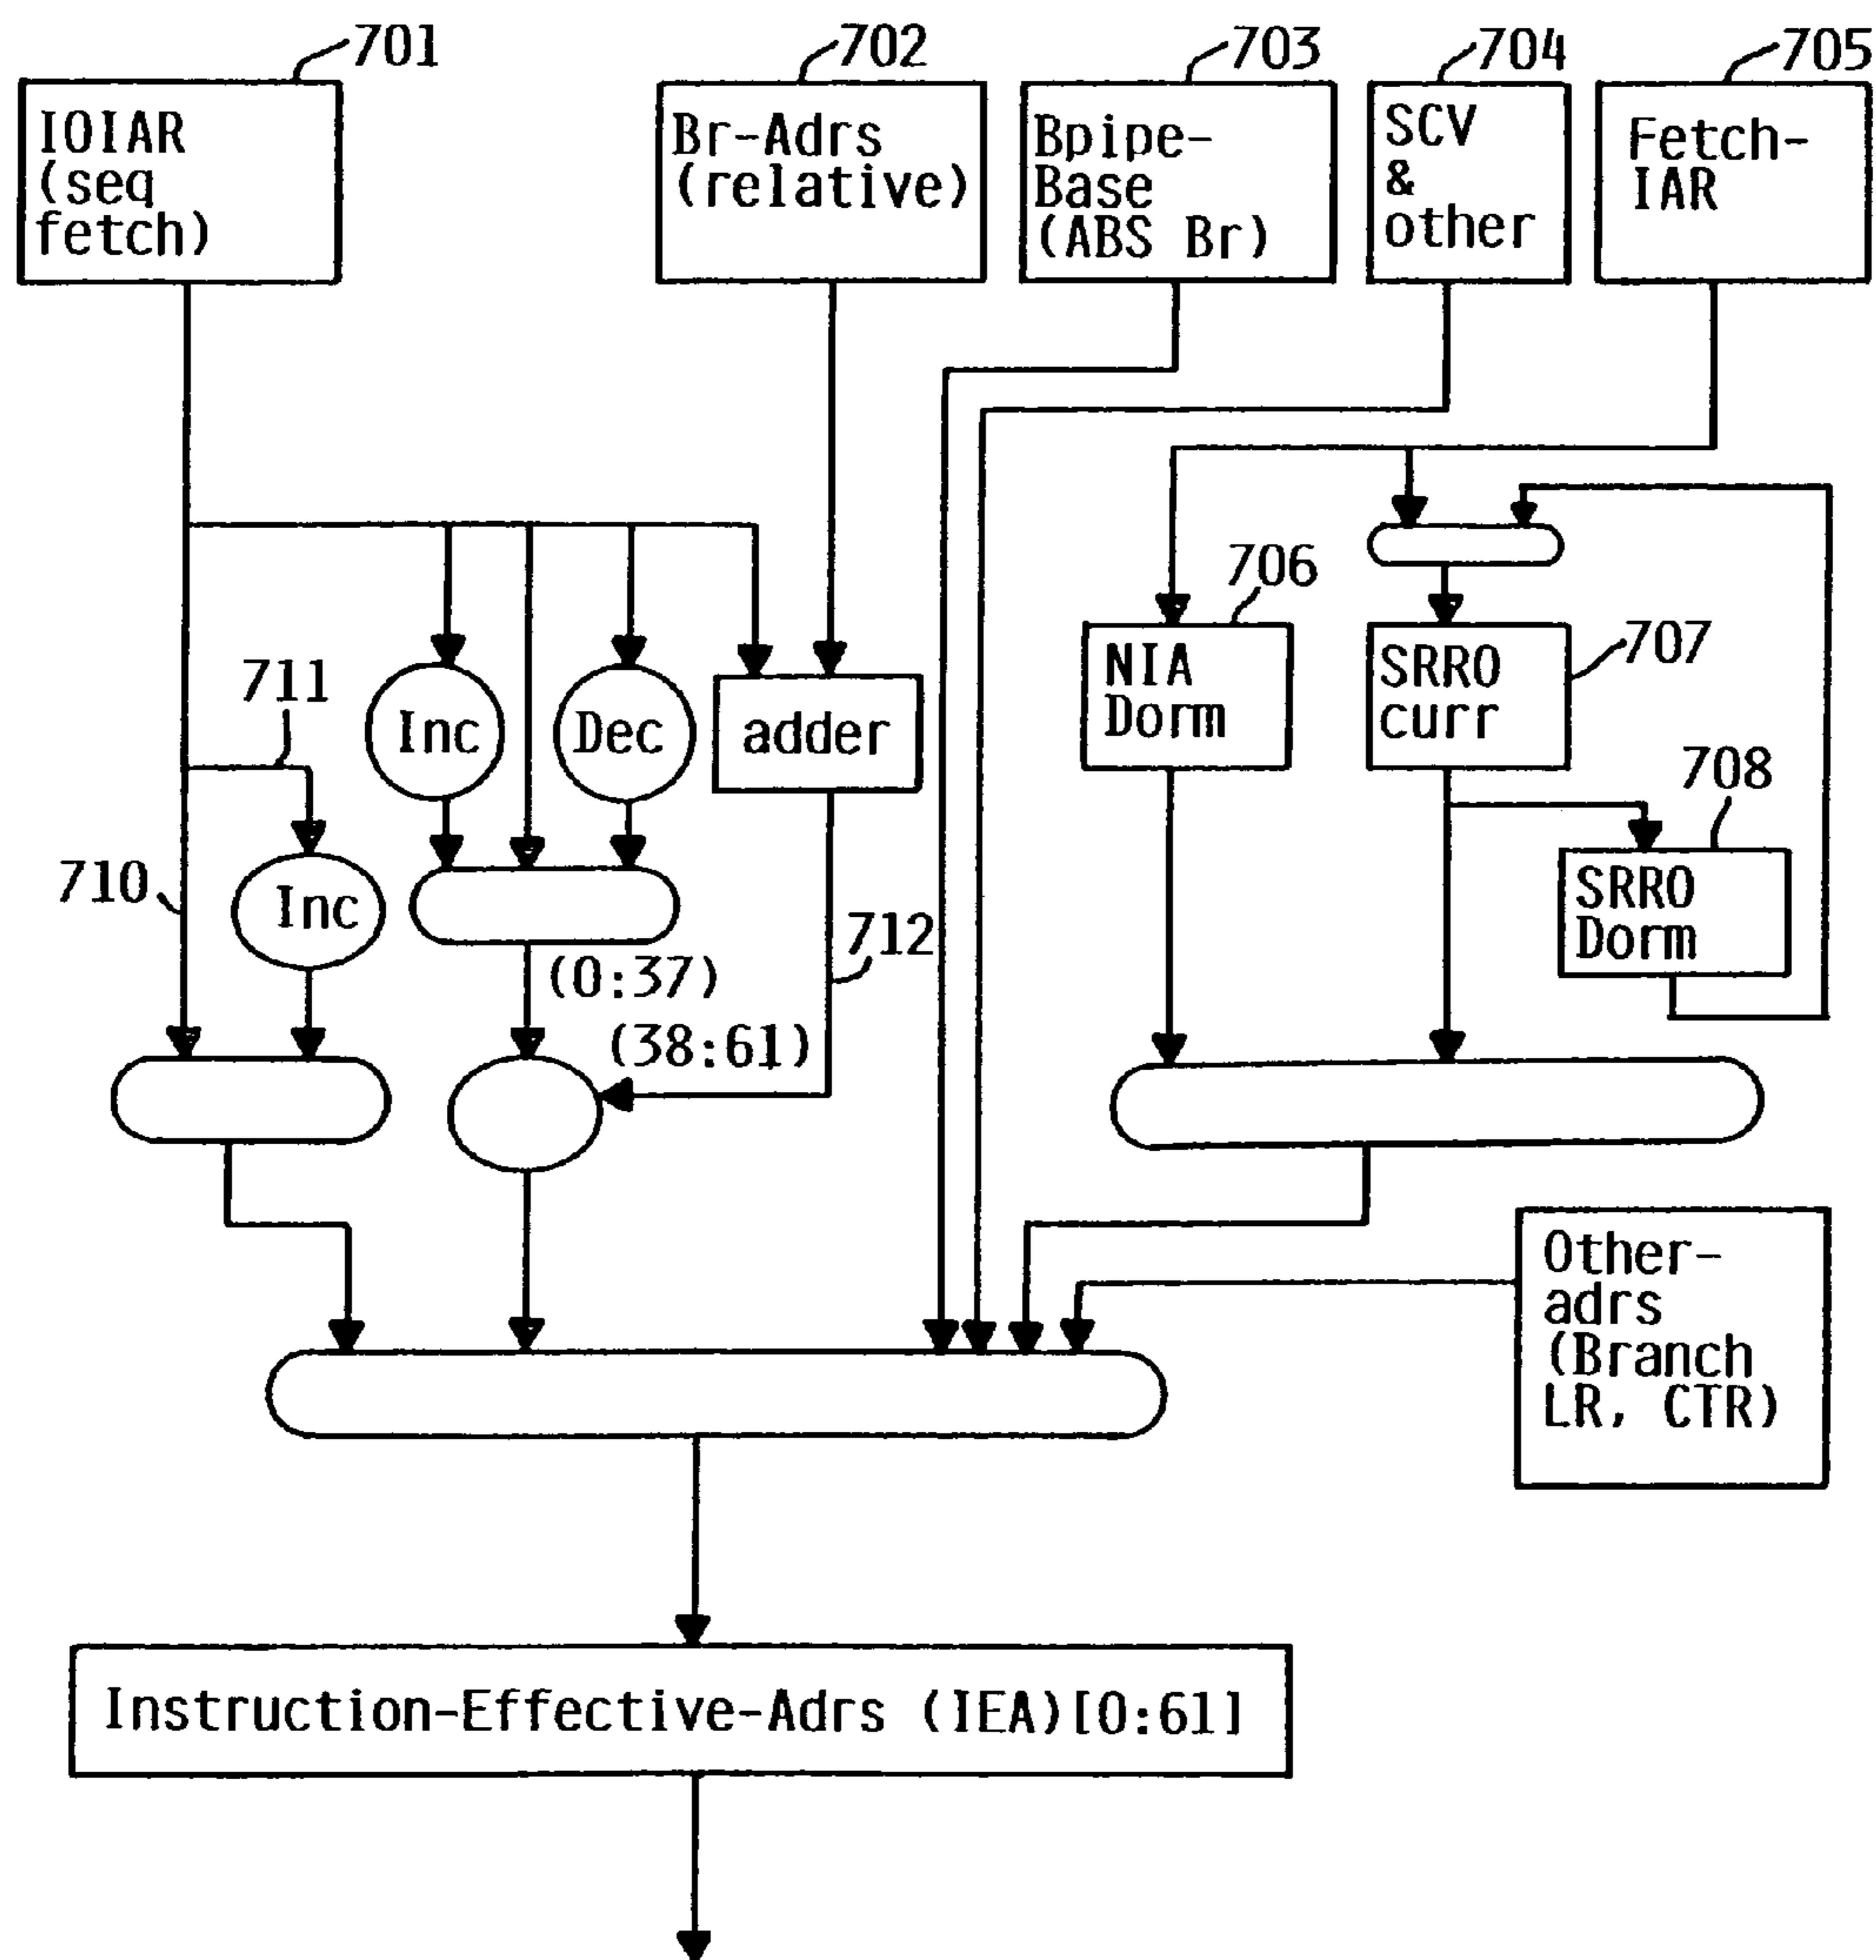 701
702
703
704
705
IOIAR
(seq
fetch)
Br-Adrs
(relative)
Bpipe-
Base
(ABS Br)
SCV
&
other
Fetch-
IAR
706
707
711
Inc
Dec
adder
NIA
Dorm
SRRO
curr
708
710
Inc
712
SRRO
Dorm
(0:37)
(38:61)
Other-
adrs
(Branch
LR, CTR)
Instruction-Effective-Adrs (IEA)[0:61]